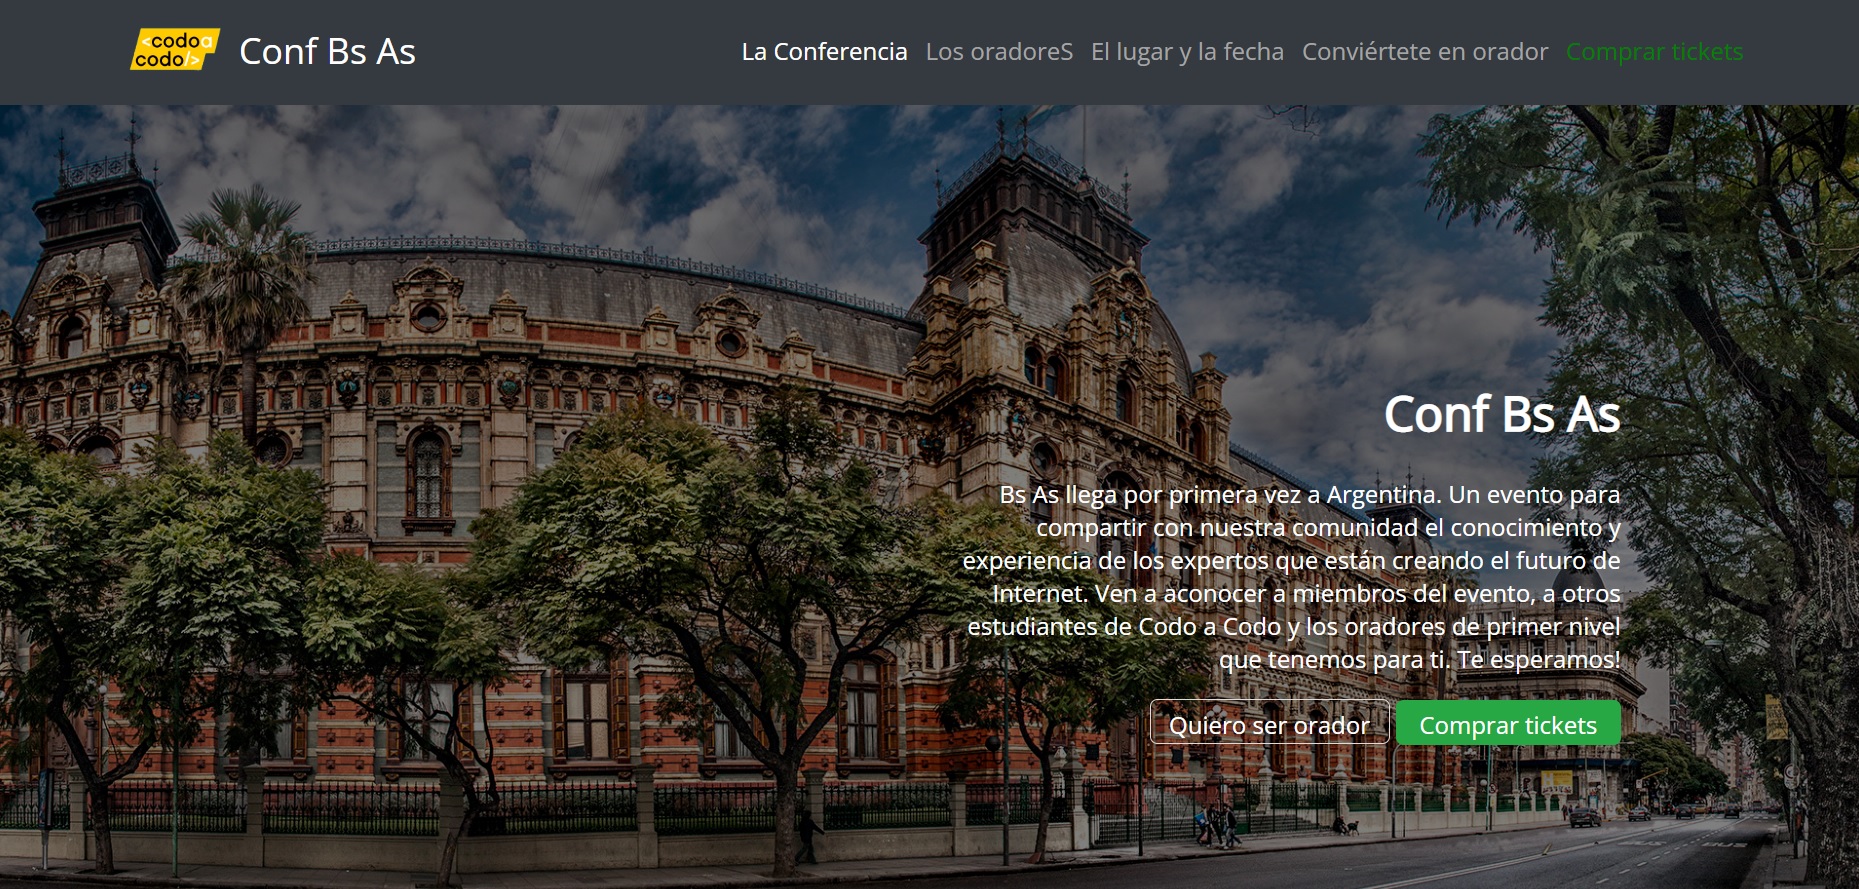 <codo a
codo/>
Conf Bs As
La Conferencia Los oradoreS El lugar y la fecha Conviértete en orador Comprar tickets
Conf Bs As
Bs As llega por primera vez a Argentina. Un evento para
compartir con nuestra comunidad el conocimiento y
experiencia de los expertos que están creando el futuro de
Internet. Ven a aconocer a miembros del evento, a otros
estudiantes de Codo a Codo y los oradores de primer nivel
que tenemos para ti. Te esperamos!
Quiero ser orador Comprar tickets
BUS